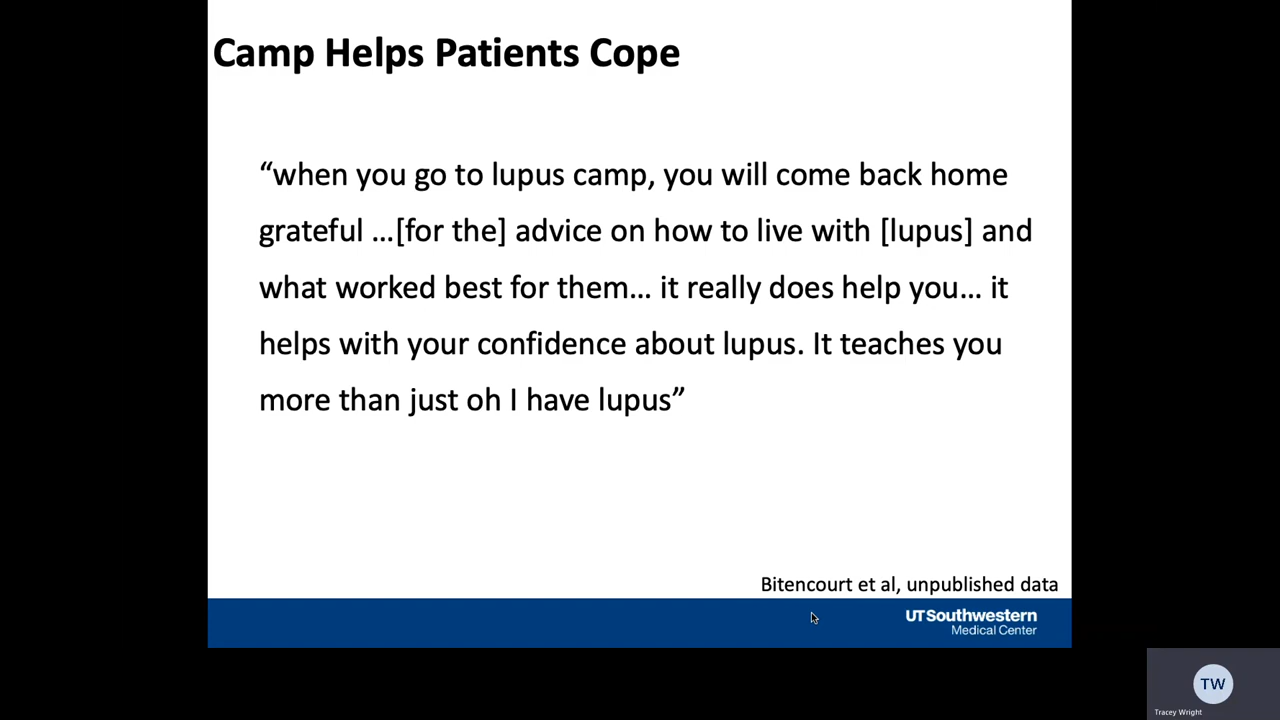 Camp Helps Patients Cope
“when you go to lupus camp, you will come back home
grateful …[for the] advice on how to live with [lupus] and
what worked best for them… it really does help you… it
helps with your confidence about lupus. It teaches you
more than just oh I have lupus”
Bitencourt et al, unpublished data
UTSouthwestern
Medical Center
TW
Tracey Wright